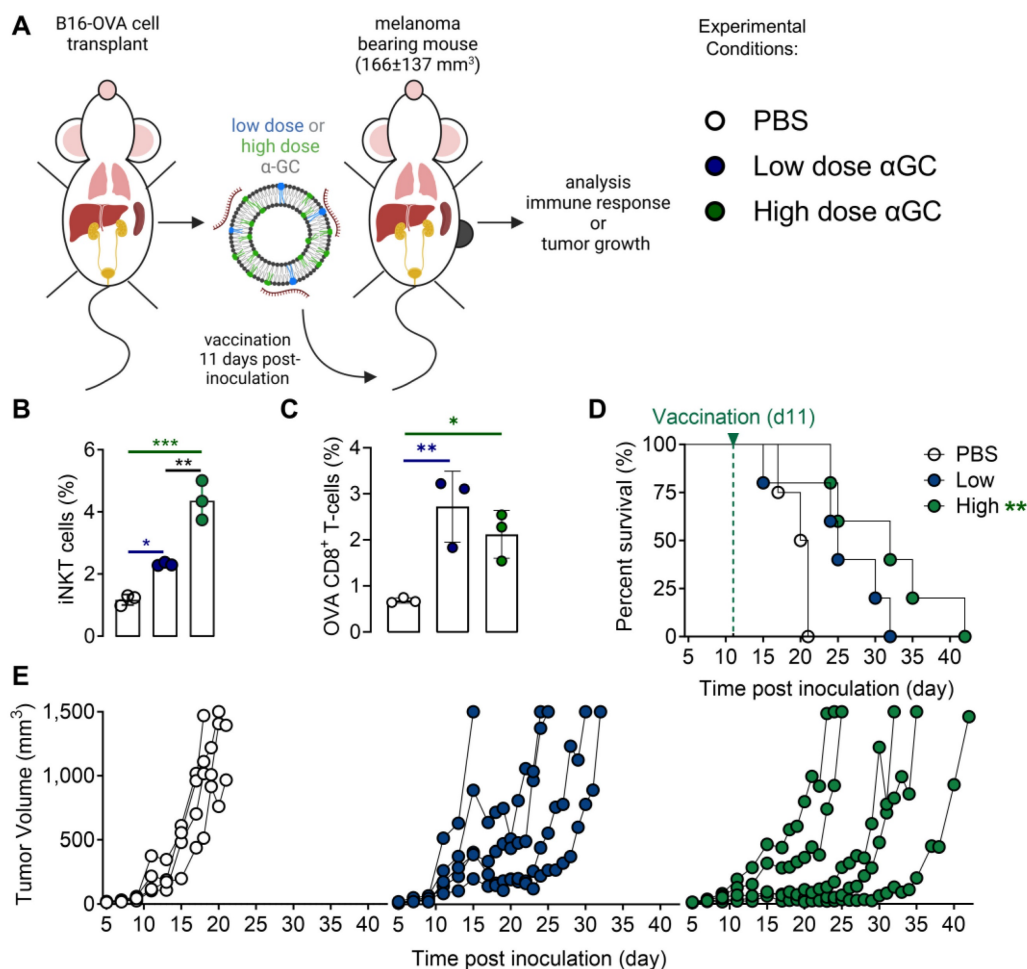 A
B16-OVA cell
transplant
low dose or
high dose
α-GC
vaccination
11 days post-
inoculation
melanoma
bearing mouse
(166±137 mm³)
analysis
immune response
or
tumor growth
Experimental
Conditions:
PBS
Low dose αGC
High dose αGC
B
iNKT cells (%)
6
4
2
0
***
**
*
C
OVA CD8⁺ T-cells (%)
4
3
2
1
0
*
**
D
Vaccination (d11)
Percent survival (%)
100
75
50
25
0
5 10 15 20 25 30 35 40
Time post inoculation (day)
PBS
Low
High **
E
Tumor Volume (mm³)
1,500
1,000
500
0
5 10 15 20 25 30 35 40
5 10 15 20 25 30 35 40
5 10 15 20 25 30 35 40
Time post inoculation (day)